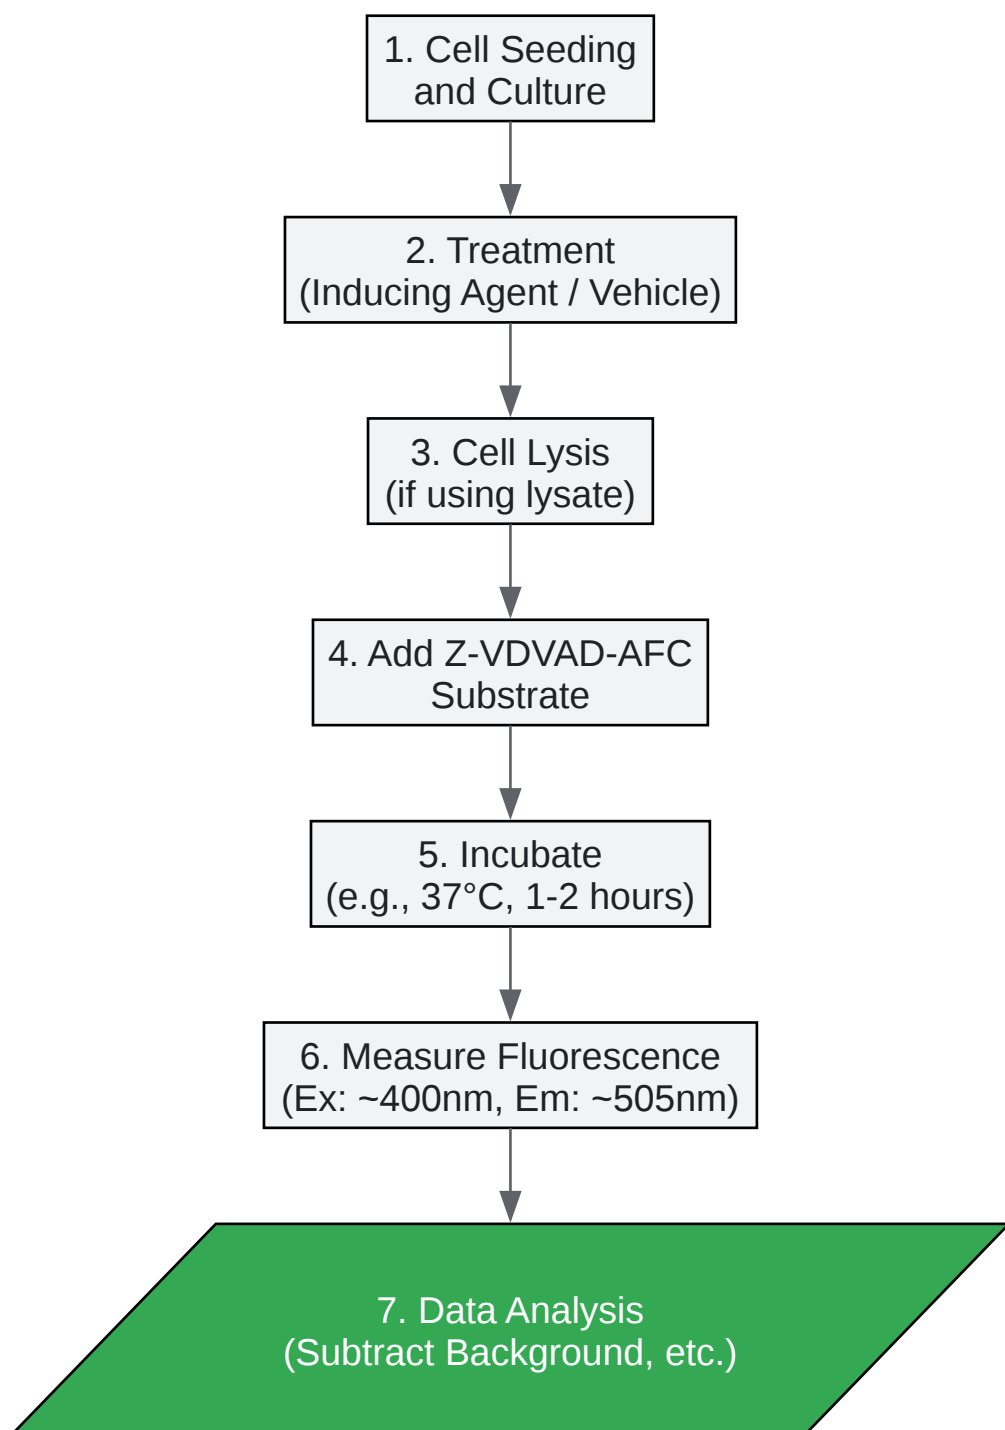 1. Cell Seeding
and Culture
2. Treatment
(Inducing Agent / Vehicle)
3. Cell Lysis
(if using lysate)
4. Add Z-VDVAD-AFC
Substrate
5. Incubate
(e.g., 37°C, 1-2 hours)
6. Measure Fluorescence
(Ex: ~400nm, Em: ~505nm)
7. Data Analysis
(Subtract Background, etc.)